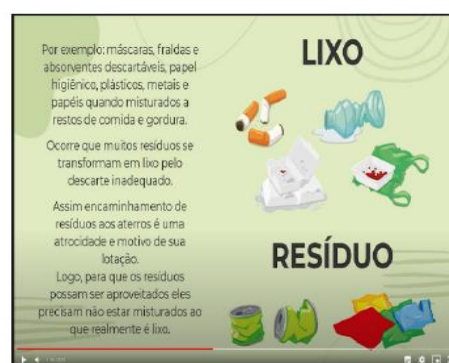 Por exemplo: máscaras, fraldas e
absorventes descartáveis, papel
higiênico, plásticos, metais e
papéis quando misturados a
restos de comida e gordura.
Ocorre que muitos resíduos se
transformam em lixo pelo
descarte inadequado.
Assim encaminhamento de
resíduos aos aterros é uma
atrocidade e motivo de sua
lotação.
Logo, para que os resíduos
possam ser aproveitados eles
precisam não estar misturados ao
que realmente é lixo.
LIXO
RESÍDUO